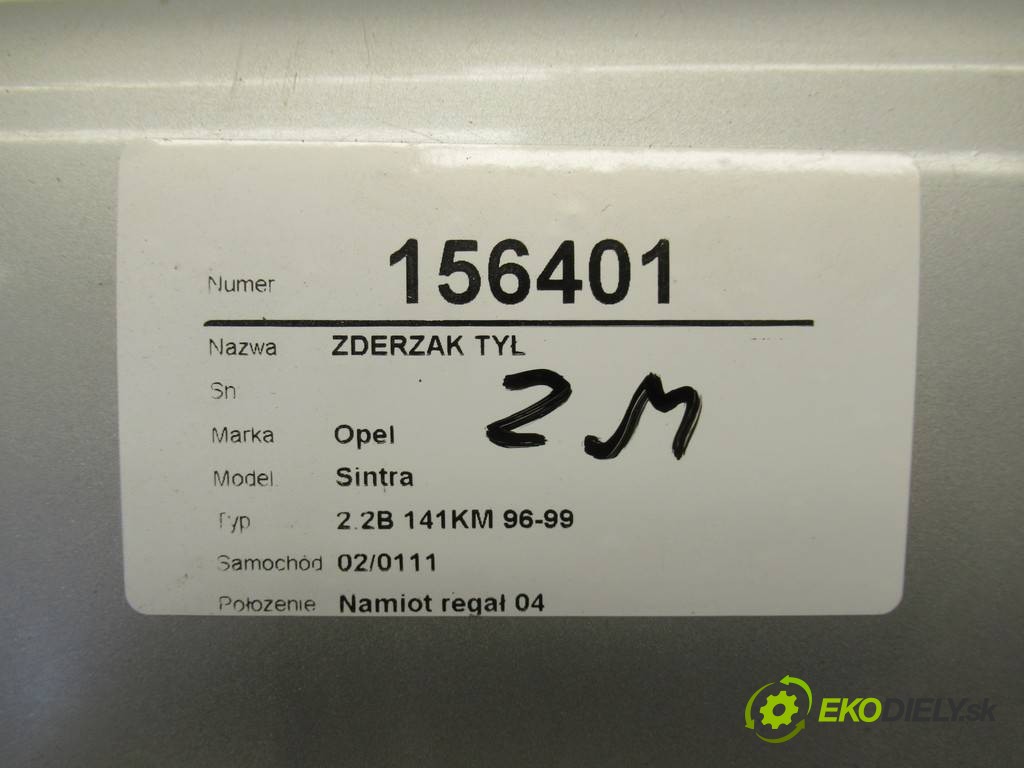 Numer 156401
Nazwa ZDERZAK TYŁ
Sn
2M
Marka Opel
Model Sintra
Typ 2.2B 141KM 96-99
Samochód 02/0111
Położenie Namiot regał 04
EKODIELY.sk